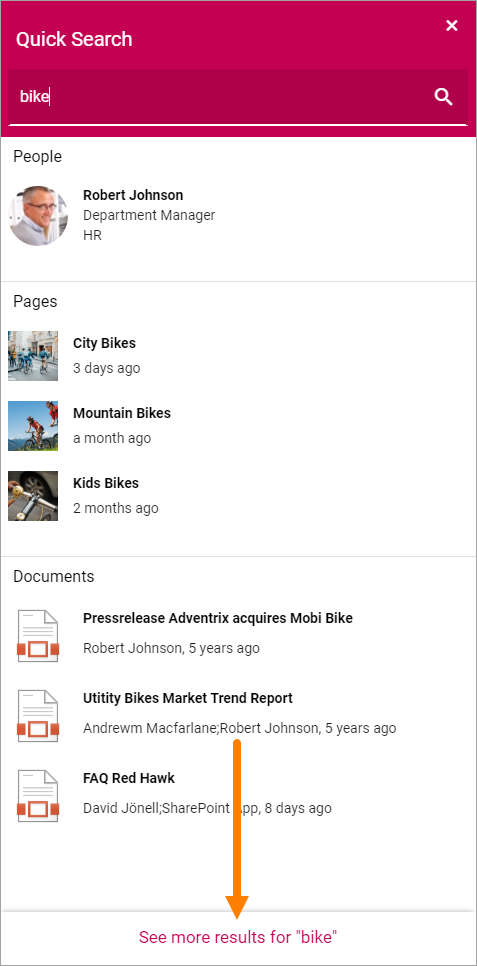 Quick Search
bike
People
Robert Johnson
Department Manager
HR
Pages
City Bikes
3 days ago
Mountain Bikes
a month ago
Kids Bikes
2 months ago
Documents
Pressrelease Adventrix acquires Mobi Bike
Robert Johnson, 5 years ago
Utitity Bikes Market Trend Report
Andrewm Macfarlane;Robert Johnson, 5 years ago
FAQ Red Hawk
David Jönell;SharePoint App, 8 days ago
See more results for "bike"